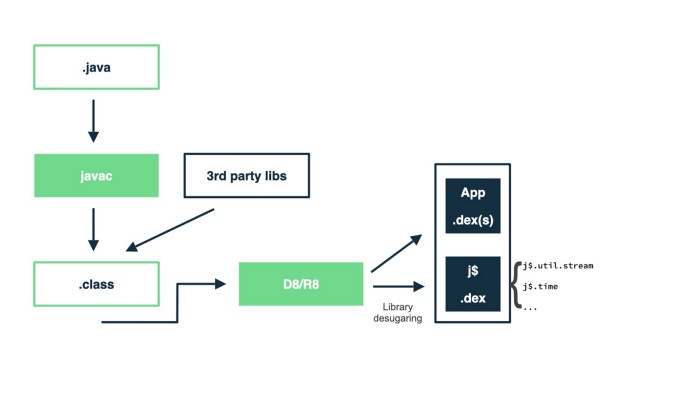 .java
javac
3rd party libs
.class
D8/R8
Library
desugaring
App
.dex(s)
j$
.dex
j$.util.stream
j$.time
...